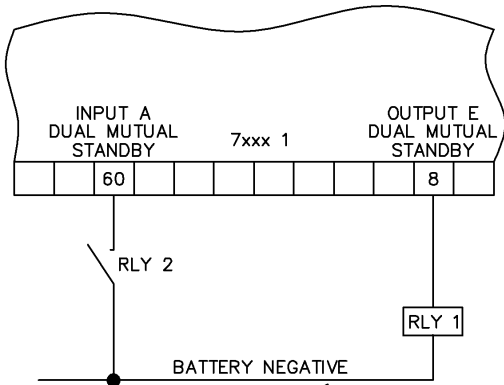 INPUT A
DUAL MUTUAL
STANDBY
7xxx 1
OUTPUT E
DUAL MUTUAL
STANDBY
60
8
RLY 2
RLY 1
BATTERY NEGATIVE